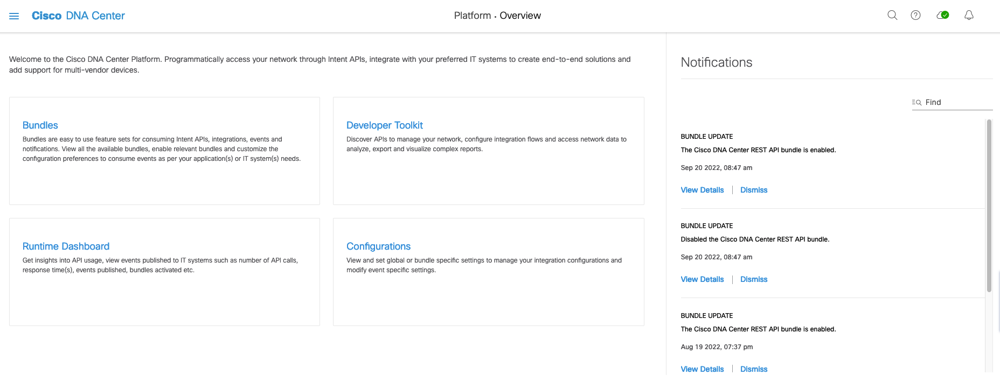 Cisco DNA Center
Platform • Overview
Welcome to the Cisco DNA Center Platform. Programmatically access your network through Intent APIs, integrate with your preferred IT systems to create end-to-end solutions and
add support for multi-vendor devices.
Bundles
Bundles are easy to use feature sets for consuming Intent APIs, integrations, events and
notifications. View all the available bundles, enable relevant bundles and customize the
configuration preferences to consume events as per your application(s) or IT system(s) needs.
Developer Toolkit
Discover APIs to manage your network, configure integration flows and access network data to
analyze, export and visualize complex reports.
Runtime Dashboard
Get insights into API usage, view events published to IT systems such as number of API calls,
response time(s), events published, bundles activated etc.
Configurations
View and set global or bundle specific settings to manage your integration configurations and
modify event specific settings.
Notifications
Find
BUNDLE UPDATE
The Cisco DNA Center REST API bundle is enabled.
Sep 20 2022, 08:47 am
View Details | Dismiss
BUNDLE UPDATE
Disabled the Cisco DNA Center REST API bundle.
Sep 20 2022, 08:47 am
View Details | Dismiss
BUNDLE UPDATE
The Cisco DNA Center REST API bundle is enabled.
Aug 19 2022, 07:37 pm
View Details | Dismiss